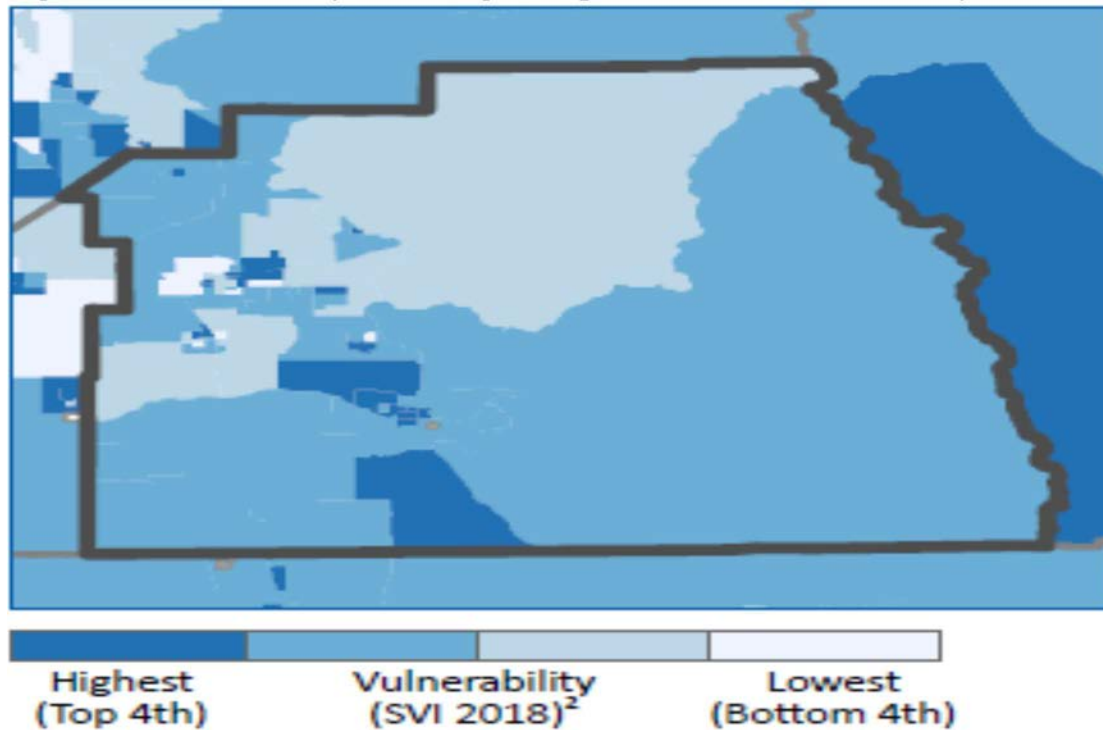 Highest Vulnerability Lowest
(Top 4th) (SVI 2018)² (Bottom 4th)